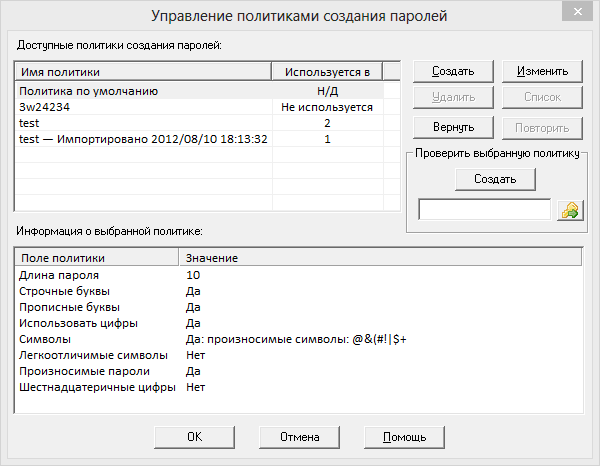 Управление политиками создания паролей
Доступные политики создания паролей:
Имя политики Используется в
Политика по умолчанию Н/Д
3w24234 Не используется
test 2
test — Импортировано 2012/08/10 18:13:32 1
Создать Изменить
Удалить Список
Вернуть Повторить
Проверить выбранную политику
Создать
Информация о выбранной политике:
Поле политики Значение
Длина пароля 10
Строчные буквы Да
Прописные буквы Да
Использовать цифры Да
Символы Да: произносимые символы: @&(#!|$+
Легкоотличимые символы Нет
Произносимые пароли Да
Шестнадцатеричные цифры Нет
OK Отмена Помощь